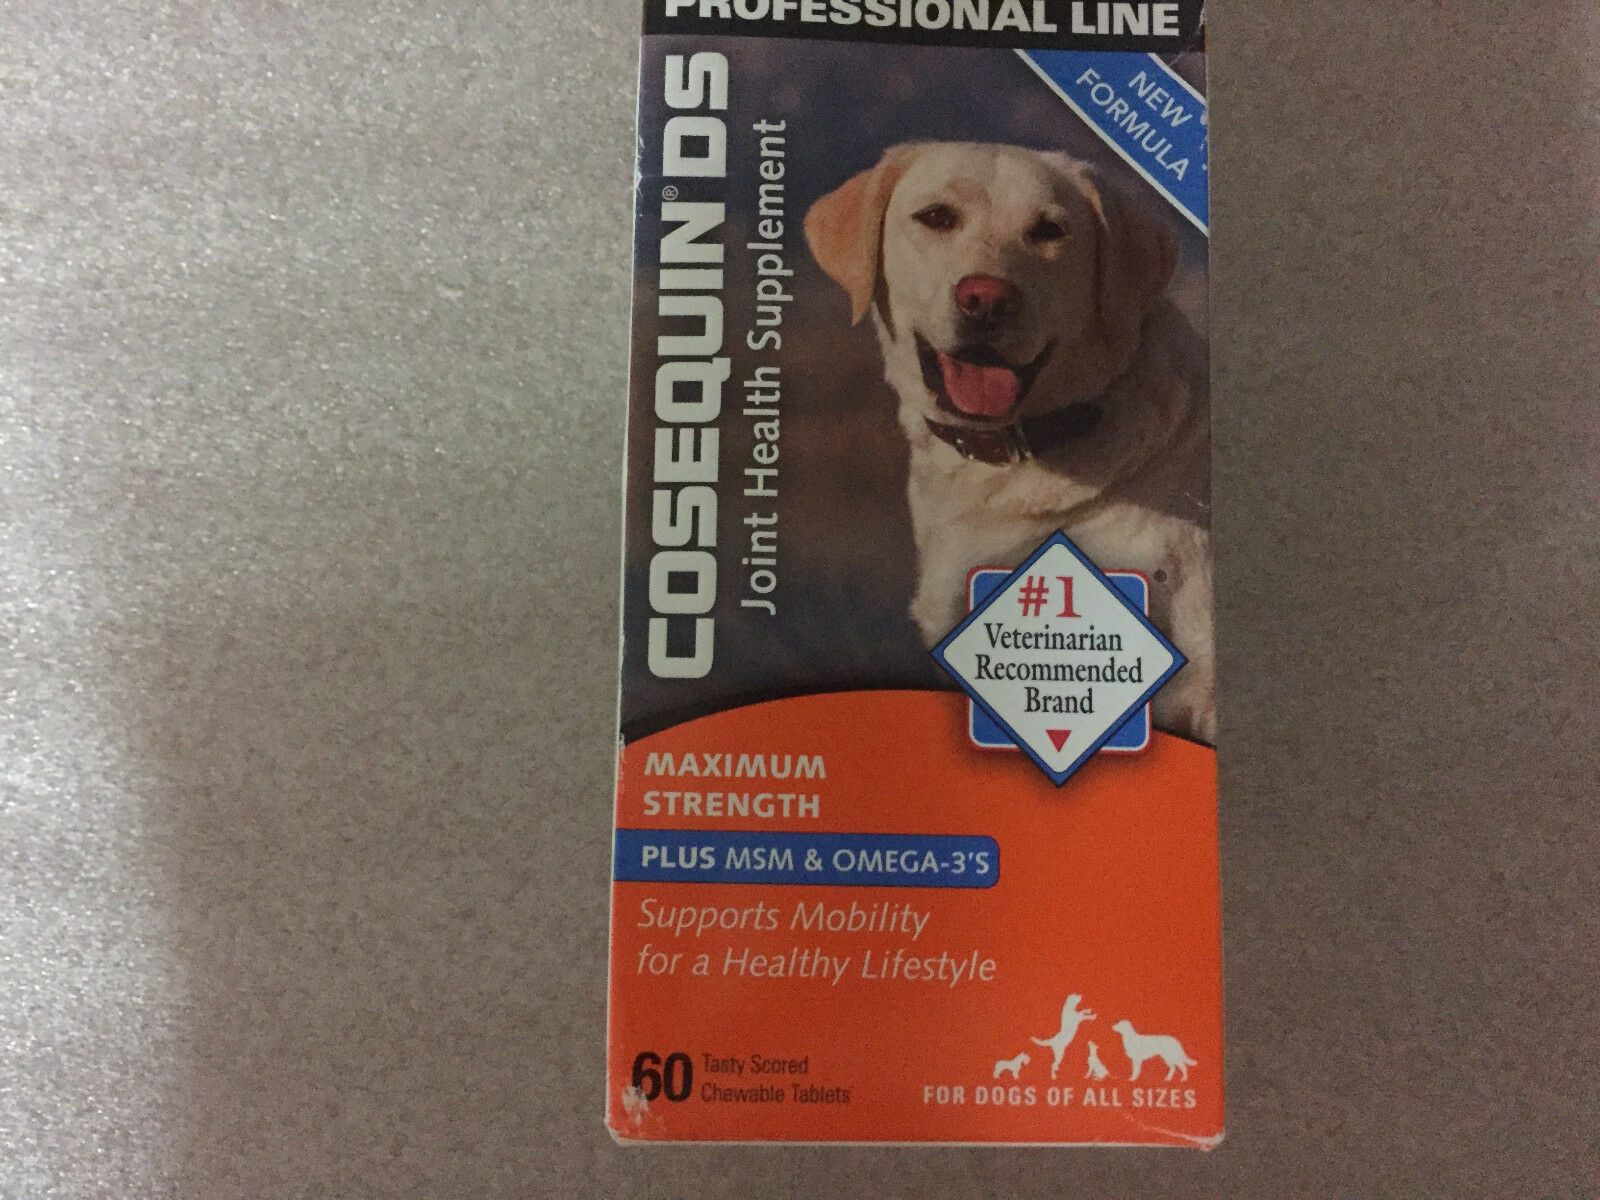 PROFESSIONAL LINE
COSEQUIN® DS
Joint Health Supplement
NEW
FORMULA
#1
Veterinarian
Recommended
Brand
®
MAXIMUM
STRENGTH
PLUS MSM & OMEGA-3'S
Supports Mobility
for a Healthy Lifestyle
60 Tasty Scored
Chewable Tablets
FOR DOGS OF ALL SIZES